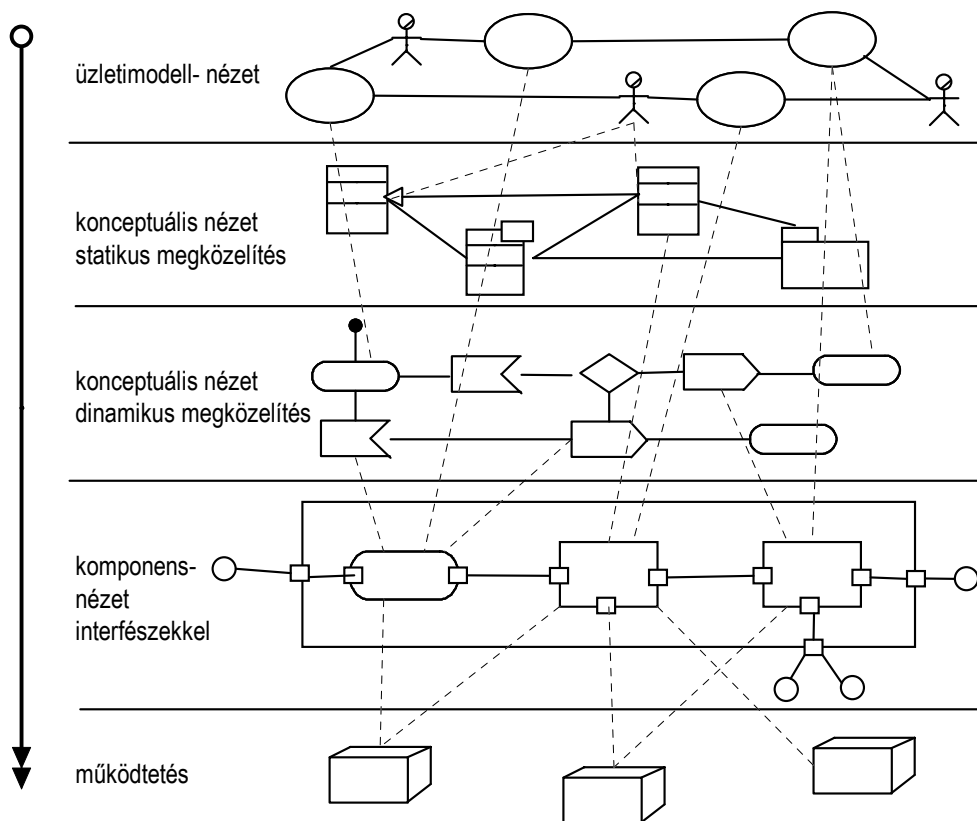 üzletimodell- nézet
konceptuális nézet
statikus megközelítés
konceptuális nézet
dinamikus megközelítés
komponens-
nézet
interfészekkel
működtetés